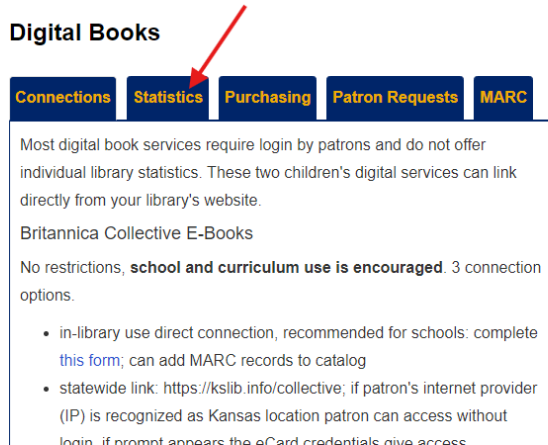 Digital Books
Connections Statistics Purchasing Patron Requests MARC
Most digital book services require login by patrons and do not offer
individual library statistics. These two children's digital services can link
directly from your library's website.
Britannica Collective E-Books
No restrictions, school and curriculum use is encouraged. 3 connection
options.
• in-library use direct connection, recommended for schools: complete
this form; can add MARC records to catalog
• statewide link: https://kslib.info/collective; if patron's internet provider
(IP) is recognized as Kansas location patron can access without
login, if prompt appears the eCard credentials give access